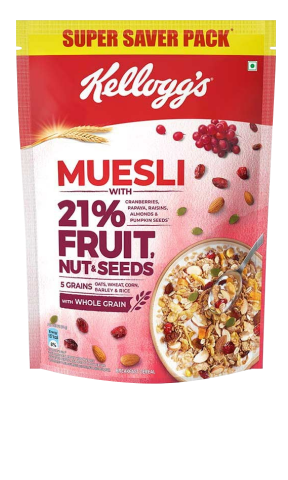 SUPER SAVER PACK*
Kellogg's
MUESLI
WITH
21%
CRANBERRIES,
PAPAYA, RAISINS,
ALMONDS &
PUMPKIN SEEDS
FRUIT,
NUT & SEEDS
5 GRAINS
OATS, WHEAT, CORN,
BARLEY & RICE
WITH WHOLE GRAIN